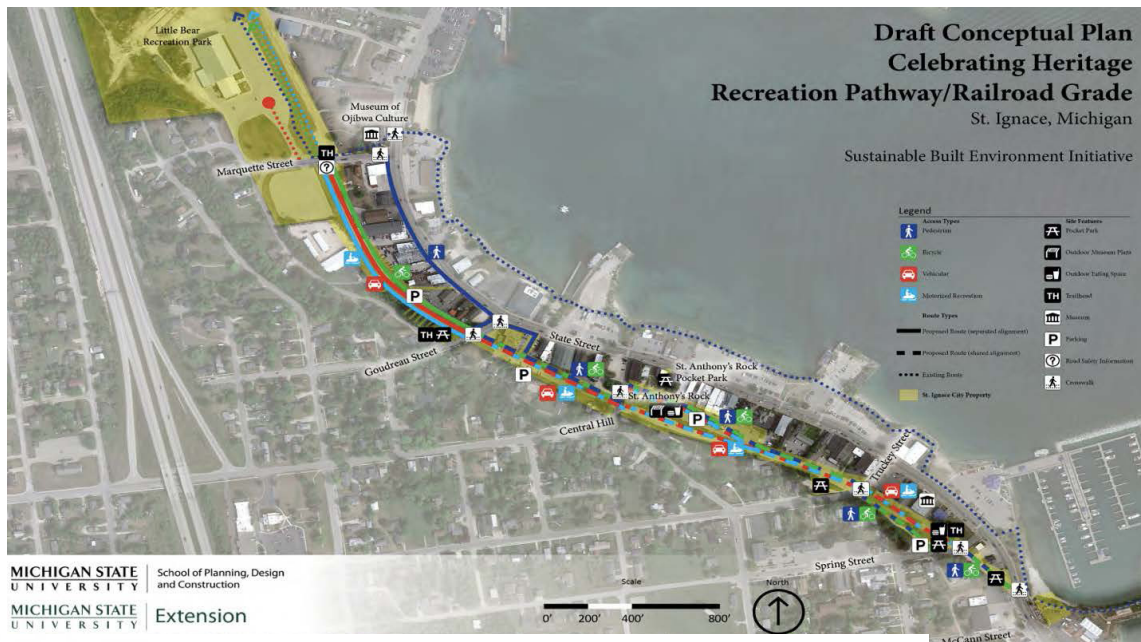 Draft Conceptual Plan
Celebrating Heritage
Recreation Pathway/Railroad Grade
St. Ignace, Michigan
Sustainable Built Environment Initiative
Little Bear
Recreation Park
Museum of
Ojibwa Culture
Marquette Street
TH
?
P
TH
Goudreau Street
State Street
P
St. Anthony's Rock
Pocket Park
St. Anthony's Rock
P
Central Hill
Truckey Street
TH
P
Spring Street
McCann Street
Legend
Access Types
Pedestrian
Bicycle
Vehicular
Motorized Recreation
Route Types
Proposed Route (separated alignment)
Proposed Route (shared alignment)
Existing Route
St. Ignace City Property
Site Features
Pocket Park
Outdoor Museum Plaza
Outdoor Eating Space
TH
Trailhead
Museum
P
Parking
?
Road Safety Information
Crosswalk
MICHIGAN STATE
UNIVERSITY
School of Planning, Design
and Construction
MICHIGAN STATE
UNIVERSITY
Extension
Scale
0' 200' 400' 800'
North